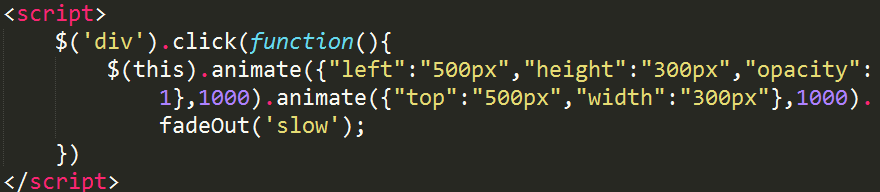 <script>
$('div').click(function(){
$(this).animate({"left":"500px","height":"300px","opacity":
1},1000).animate({"top":"500px","width":"300px"},1000).
fadeOut('slow');
})
</script>